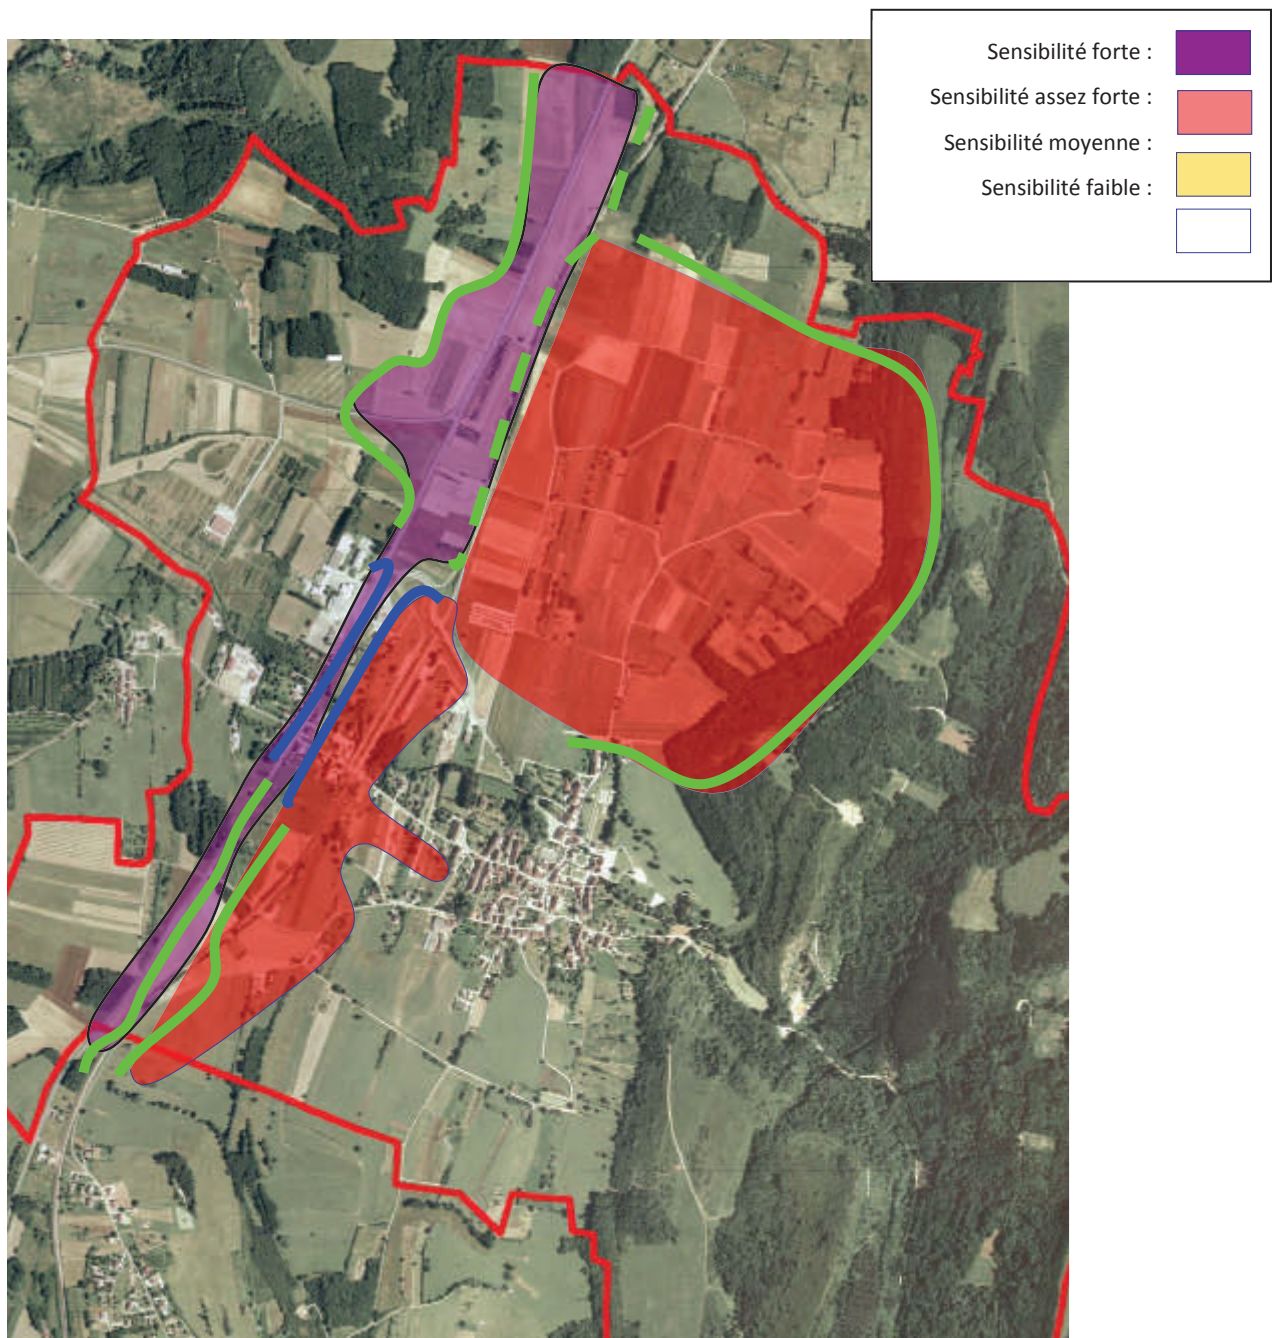 Sensibilité forte :
Sensibilité assez forte :
Sensibilité moyenne :
Sensibilité faible :